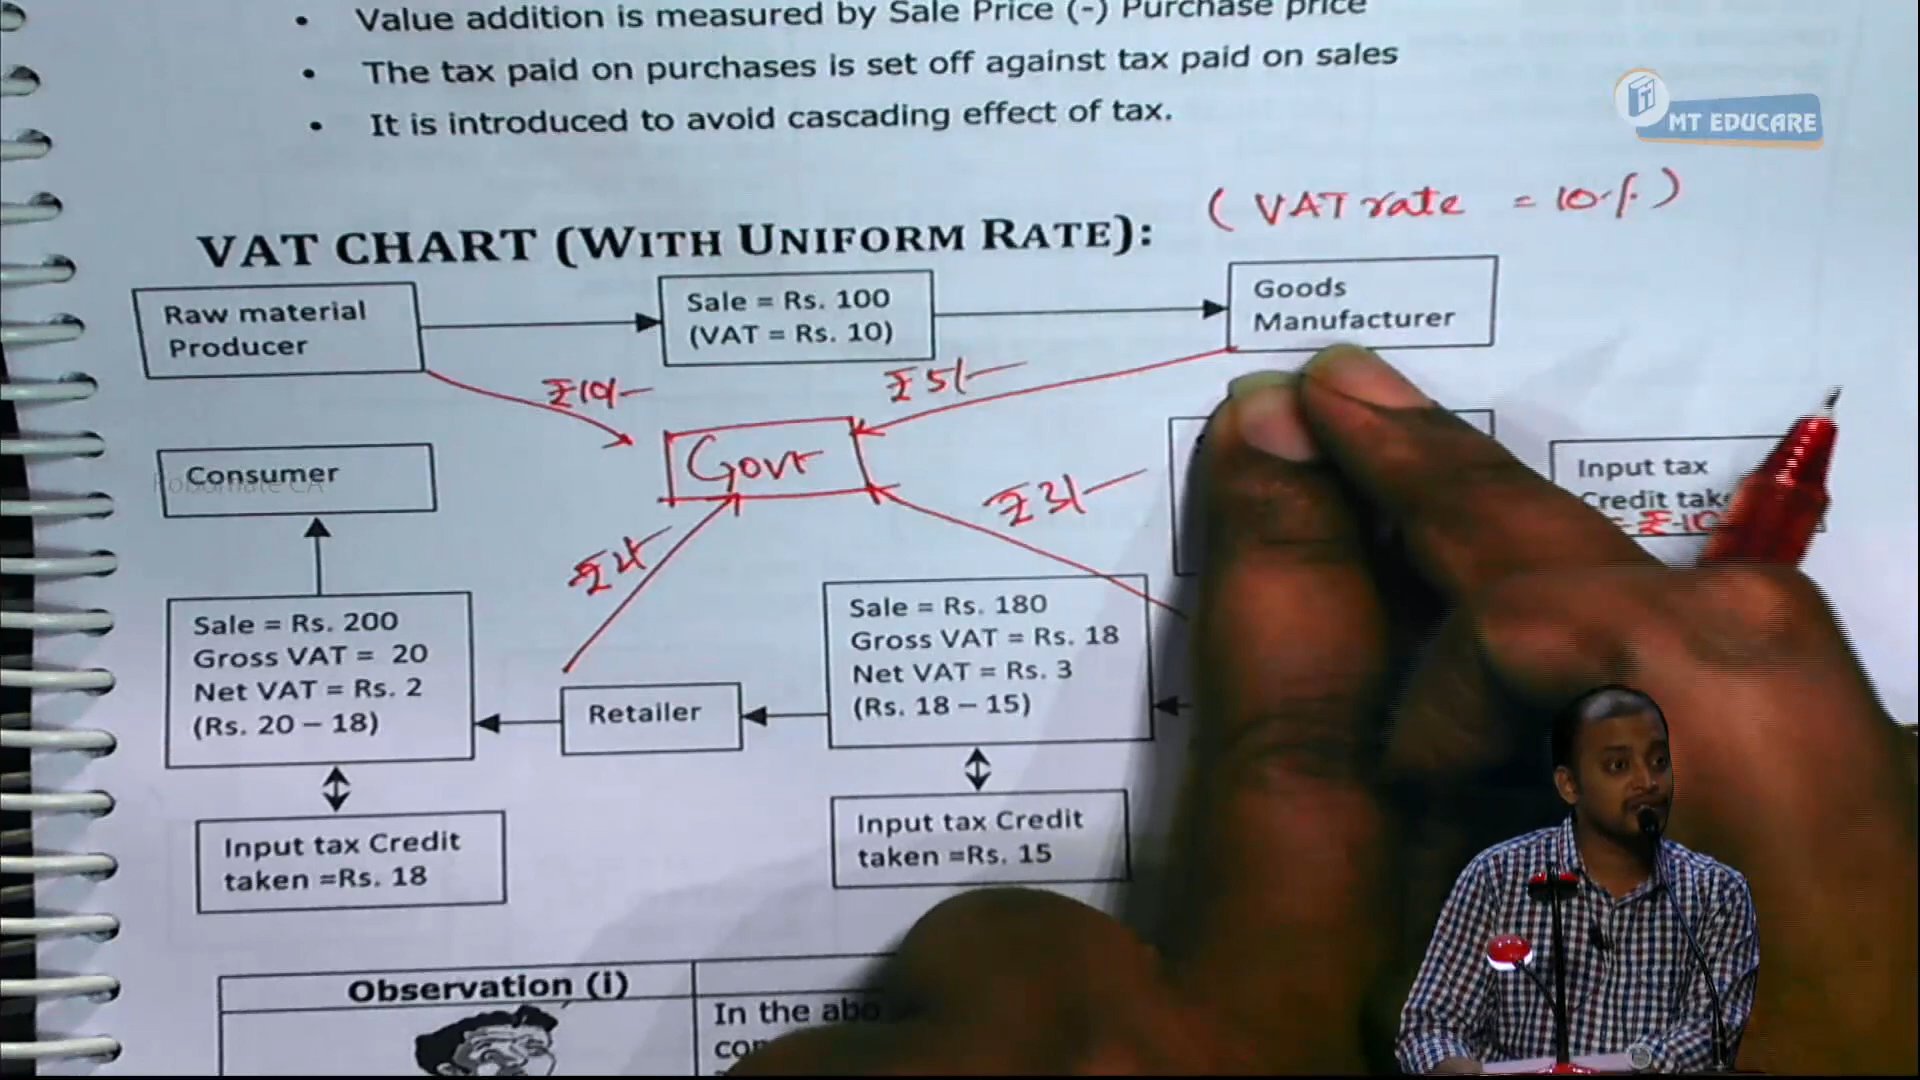 • Value addition is measured by Sale Price (-) Purchase price
• The tax paid on purchases is set off against tax paid on sales
• It is introduced to avoid cascading effect of tax.
MT EDUCARE
(VAT rate = 10%)
VAT CHART (WITH UNIFORM RATE):
Raw material
Producer
Sale = Rs. 100
(VAT = Rs. 10)
Goods
Manufacturer
₹10/-
₹5/-
Govt
Consumer
Robomate CA
₹3/-
Input tax
Credit take
= ₹10
Sale = Rs. 200
Gross VAT = 20
Net VAT = Rs. 2
(Rs. 20 – 18)
Retailer
Sale = Rs. 180
Gross VAT = Rs. 18
Net VAT = Rs. 3
(Rs. 18 – 15)
Input tax Credit
taken =Rs. 18
Input tax Credit
taken =Rs. 15
Observation (i)
In the abo